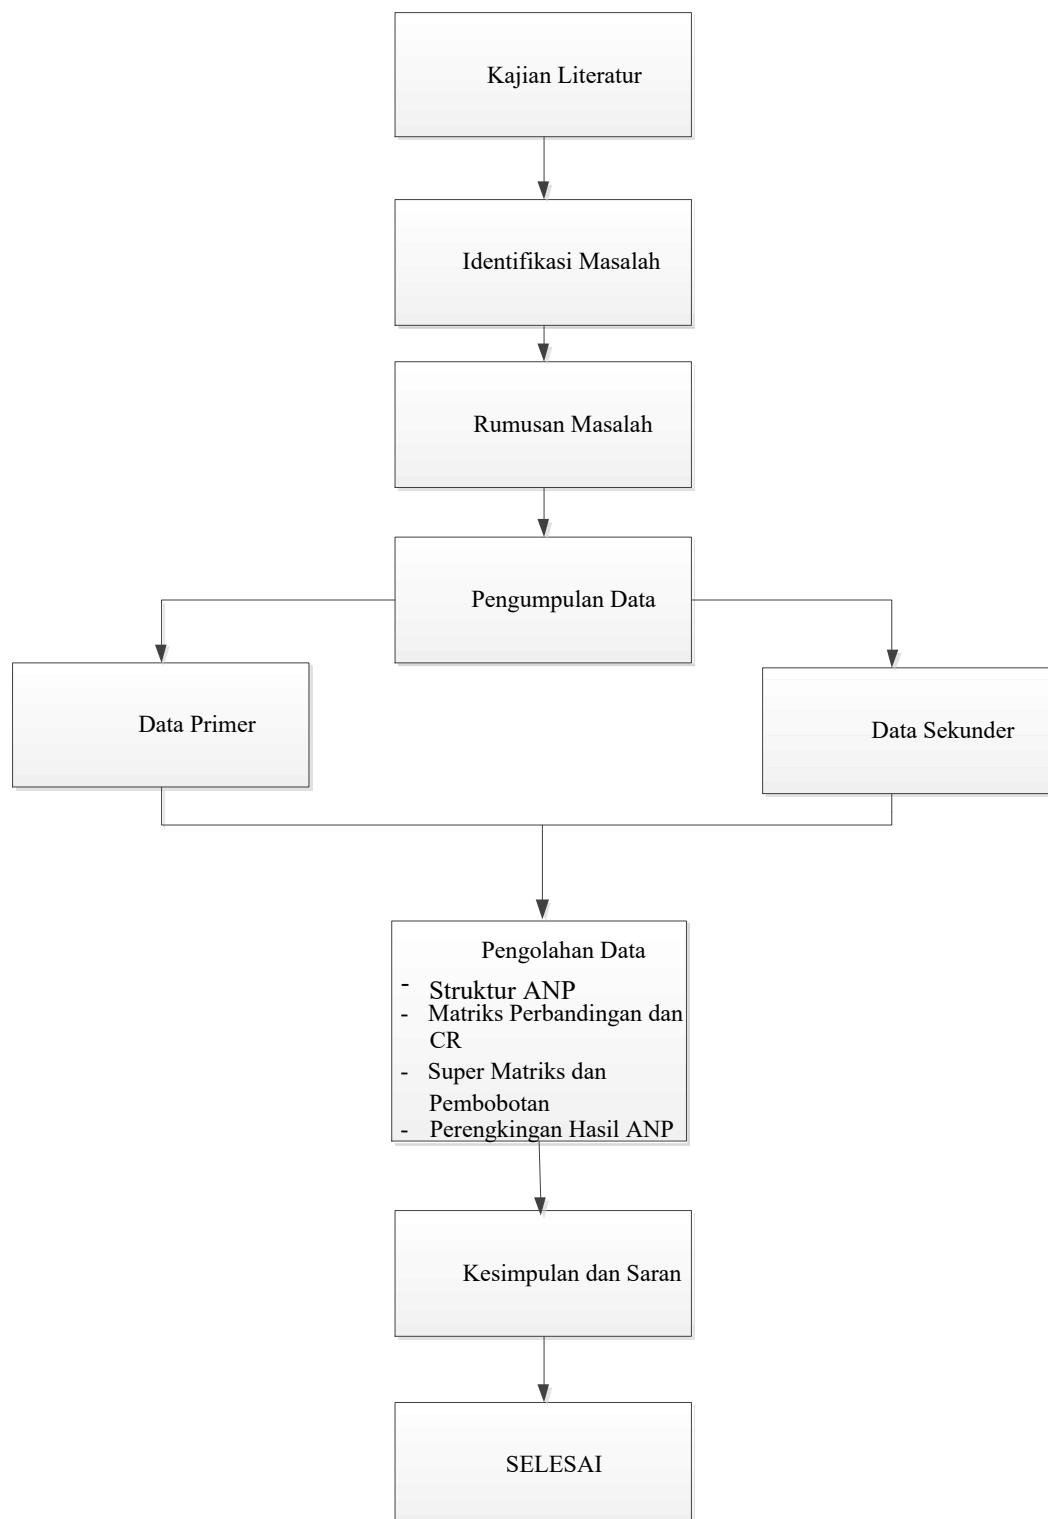 Kajian Literatur
Identifikasi Masalah
Rumusan Masalah
Pengumpulan Data
Data Primer
Data Sekunder
Pengolahan Data
- Struktur ANP
- Matriks Perbandingan dan
CR
- Super Matriks dan
Pembobotan
- Perengkingan Hasil ANP
Kesimpulan dan Saran
SELESAI